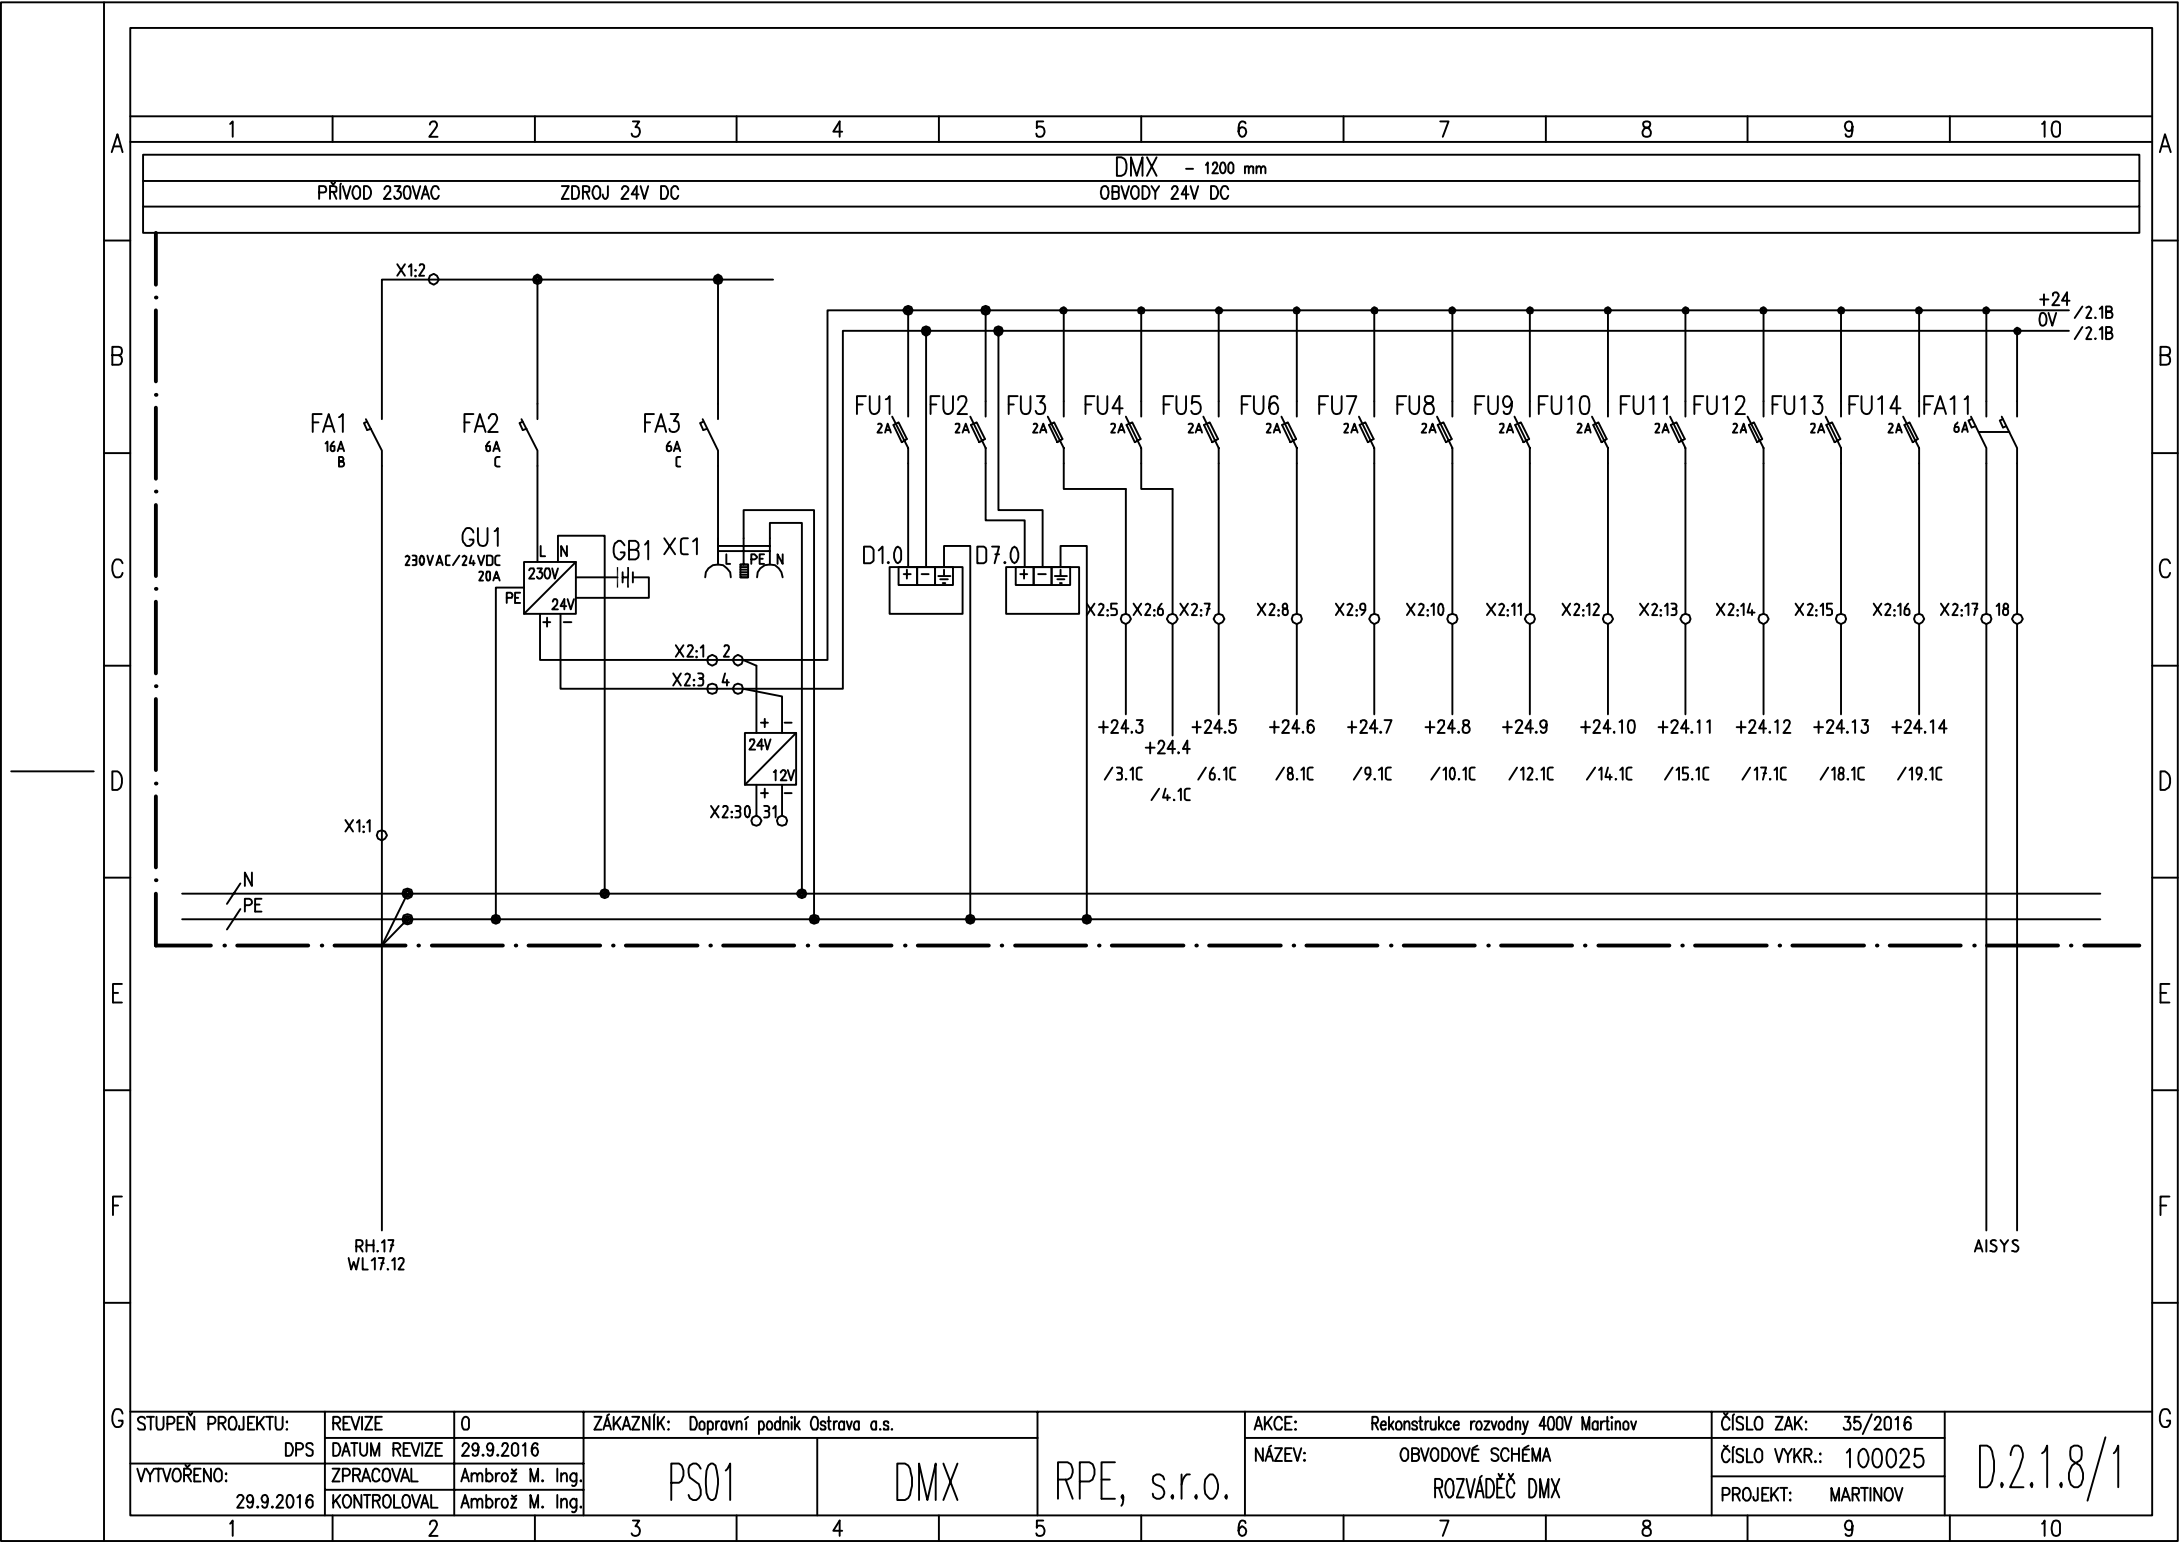 1 2 3 4 5 6 7 8 9 10
A A
DMX - 1200 mm
PŘÍVOD 230VAC ZDROJ 24V DC OBVODY 24V DC
X1:2
+24 /2.1B
0V /2.1B
B B
FA1 FA2 FA3 FU1 FU2 FU3 FU4 FU5 FU6 FU7 FU8 FU9 FU10 FU11 FU12 FU13 FU14 FA11
16A 6A 6A 2A 2A 2A 2A 2A 2A 2A 2A 2A 2A 2A 2A 2A 2A 6A
B C C
GU1 L N GB1 XC1 L PE N D1.0 D7.0
230VAC/24VDC
20A
230V
+ - + -
C C
PE 24V
+ -
X2:5 X2:6 X2:7 X2:8 X2:9 X2:10 X2:11 X2:12 X2:13 X2:14 X2:15 X2:16 X2:17 18
X2:1 2
X2:3 4
+ -
+24.3 +24.5 +24.6 +24.7 +24.8 +24.9 +24.10 +24.11 +24.12 +24.13 +24.14
24V +24.4
12V /3.1C /6.1C /8.1C /9.1C /10.1C /12.1C /14.1C /15.1C /17.1C /18.1C /19.1C
D D
+ - /4.1C
X2:30 31
X1:1
N
PE
E E
F F
RH.17 AISYS
WL17.12
G G
STUPEŇ PROJEKTU: REVIZE 0 ZÁKAZNÍK: Dopravní podnik Ostrava a.s. AKCE: Rekonstrukce rozvodny 400V Martinov ČÍSLO ZAK: 35/2016
DPS DATUM REVIZE 29.9.2016 NÁZEV: OBVODOVÉ SCHÉMA ČÍSLO VYKR.: 100025
VYTVOŘENO: ZPRACOVAL Ambrož M. Ing. PS01 DMX RPE, s.r.o. ROZVÁDĚČ DMX D.2.1.8/1
29.9.2016 KONTROLOVAL Ambrož M. Ing. PROJEKT: MARTINOV
1 2 3 4 5 6 7 8 9 10